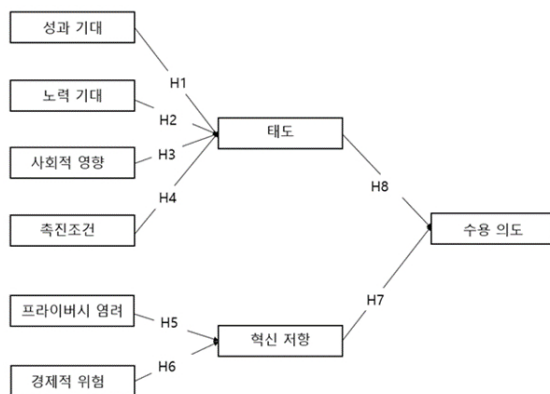 성과 기대
H1
노력 기대
H2
태도
사회적 영향
H3
H8
H4
촉진조건
수용 의도
프라이버시 염려
H5
H7
혁신 저항
H6
경제적 위험